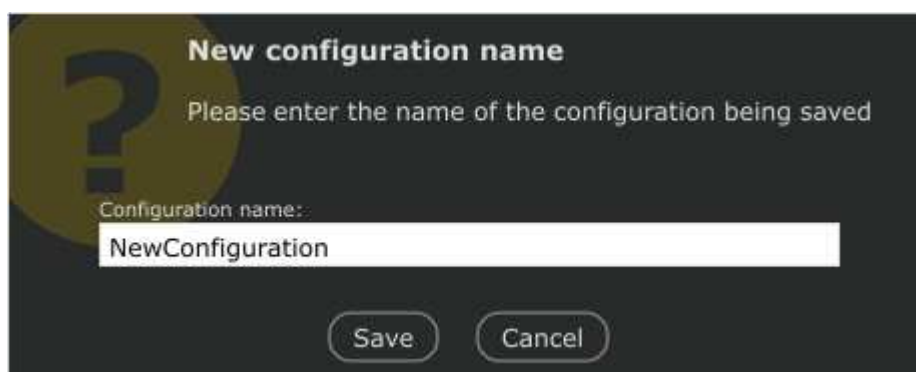 New configuration name
Please enter the name of the configuration being saved
Configuration name:
NewConfiguration
Save Cancel